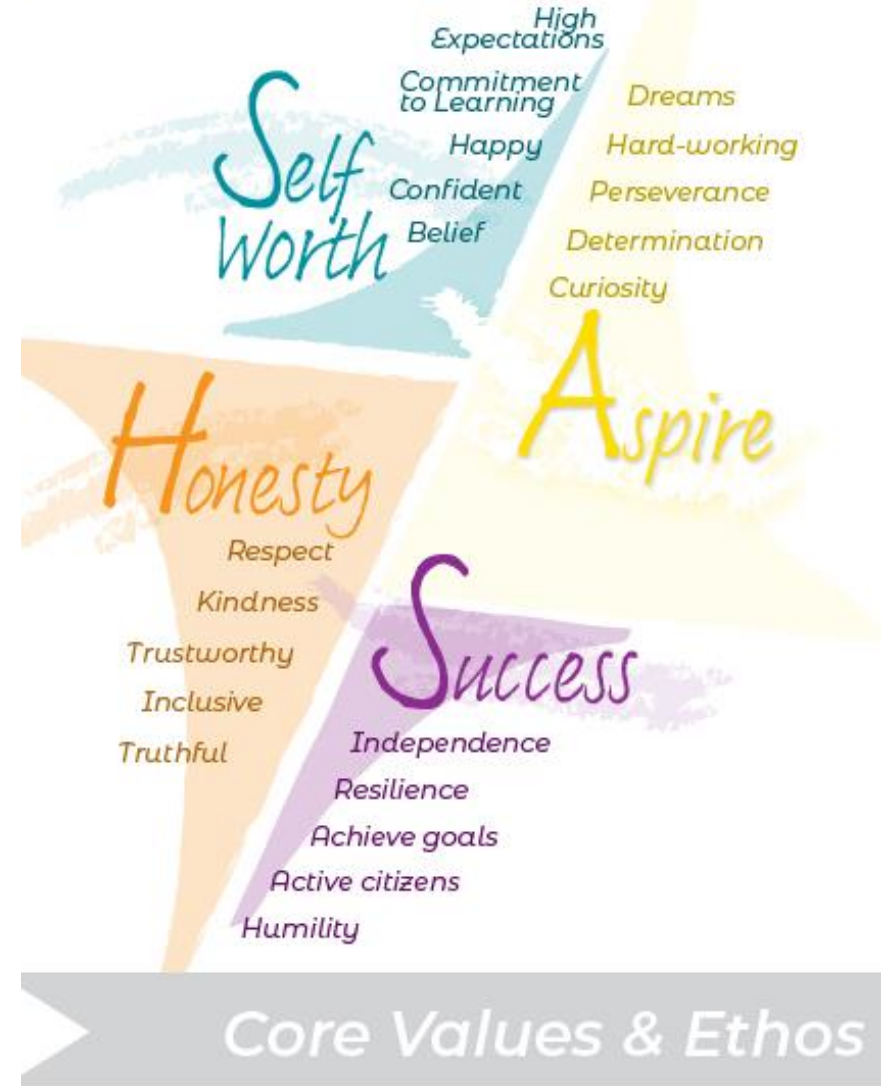 High
Expectations
Commitment
to Learning
Happy
Confident
Belief
Self
Worth
Dreams
Hard-working
Perseverance
Determination
Curiosity
Aspire
Honesty
Respect
Kindness
Trustworthy
Inclusive
Truthful
Success
Independence
Resilience
Achieve goals
Active citizens
Humility
Core Values & Ethos